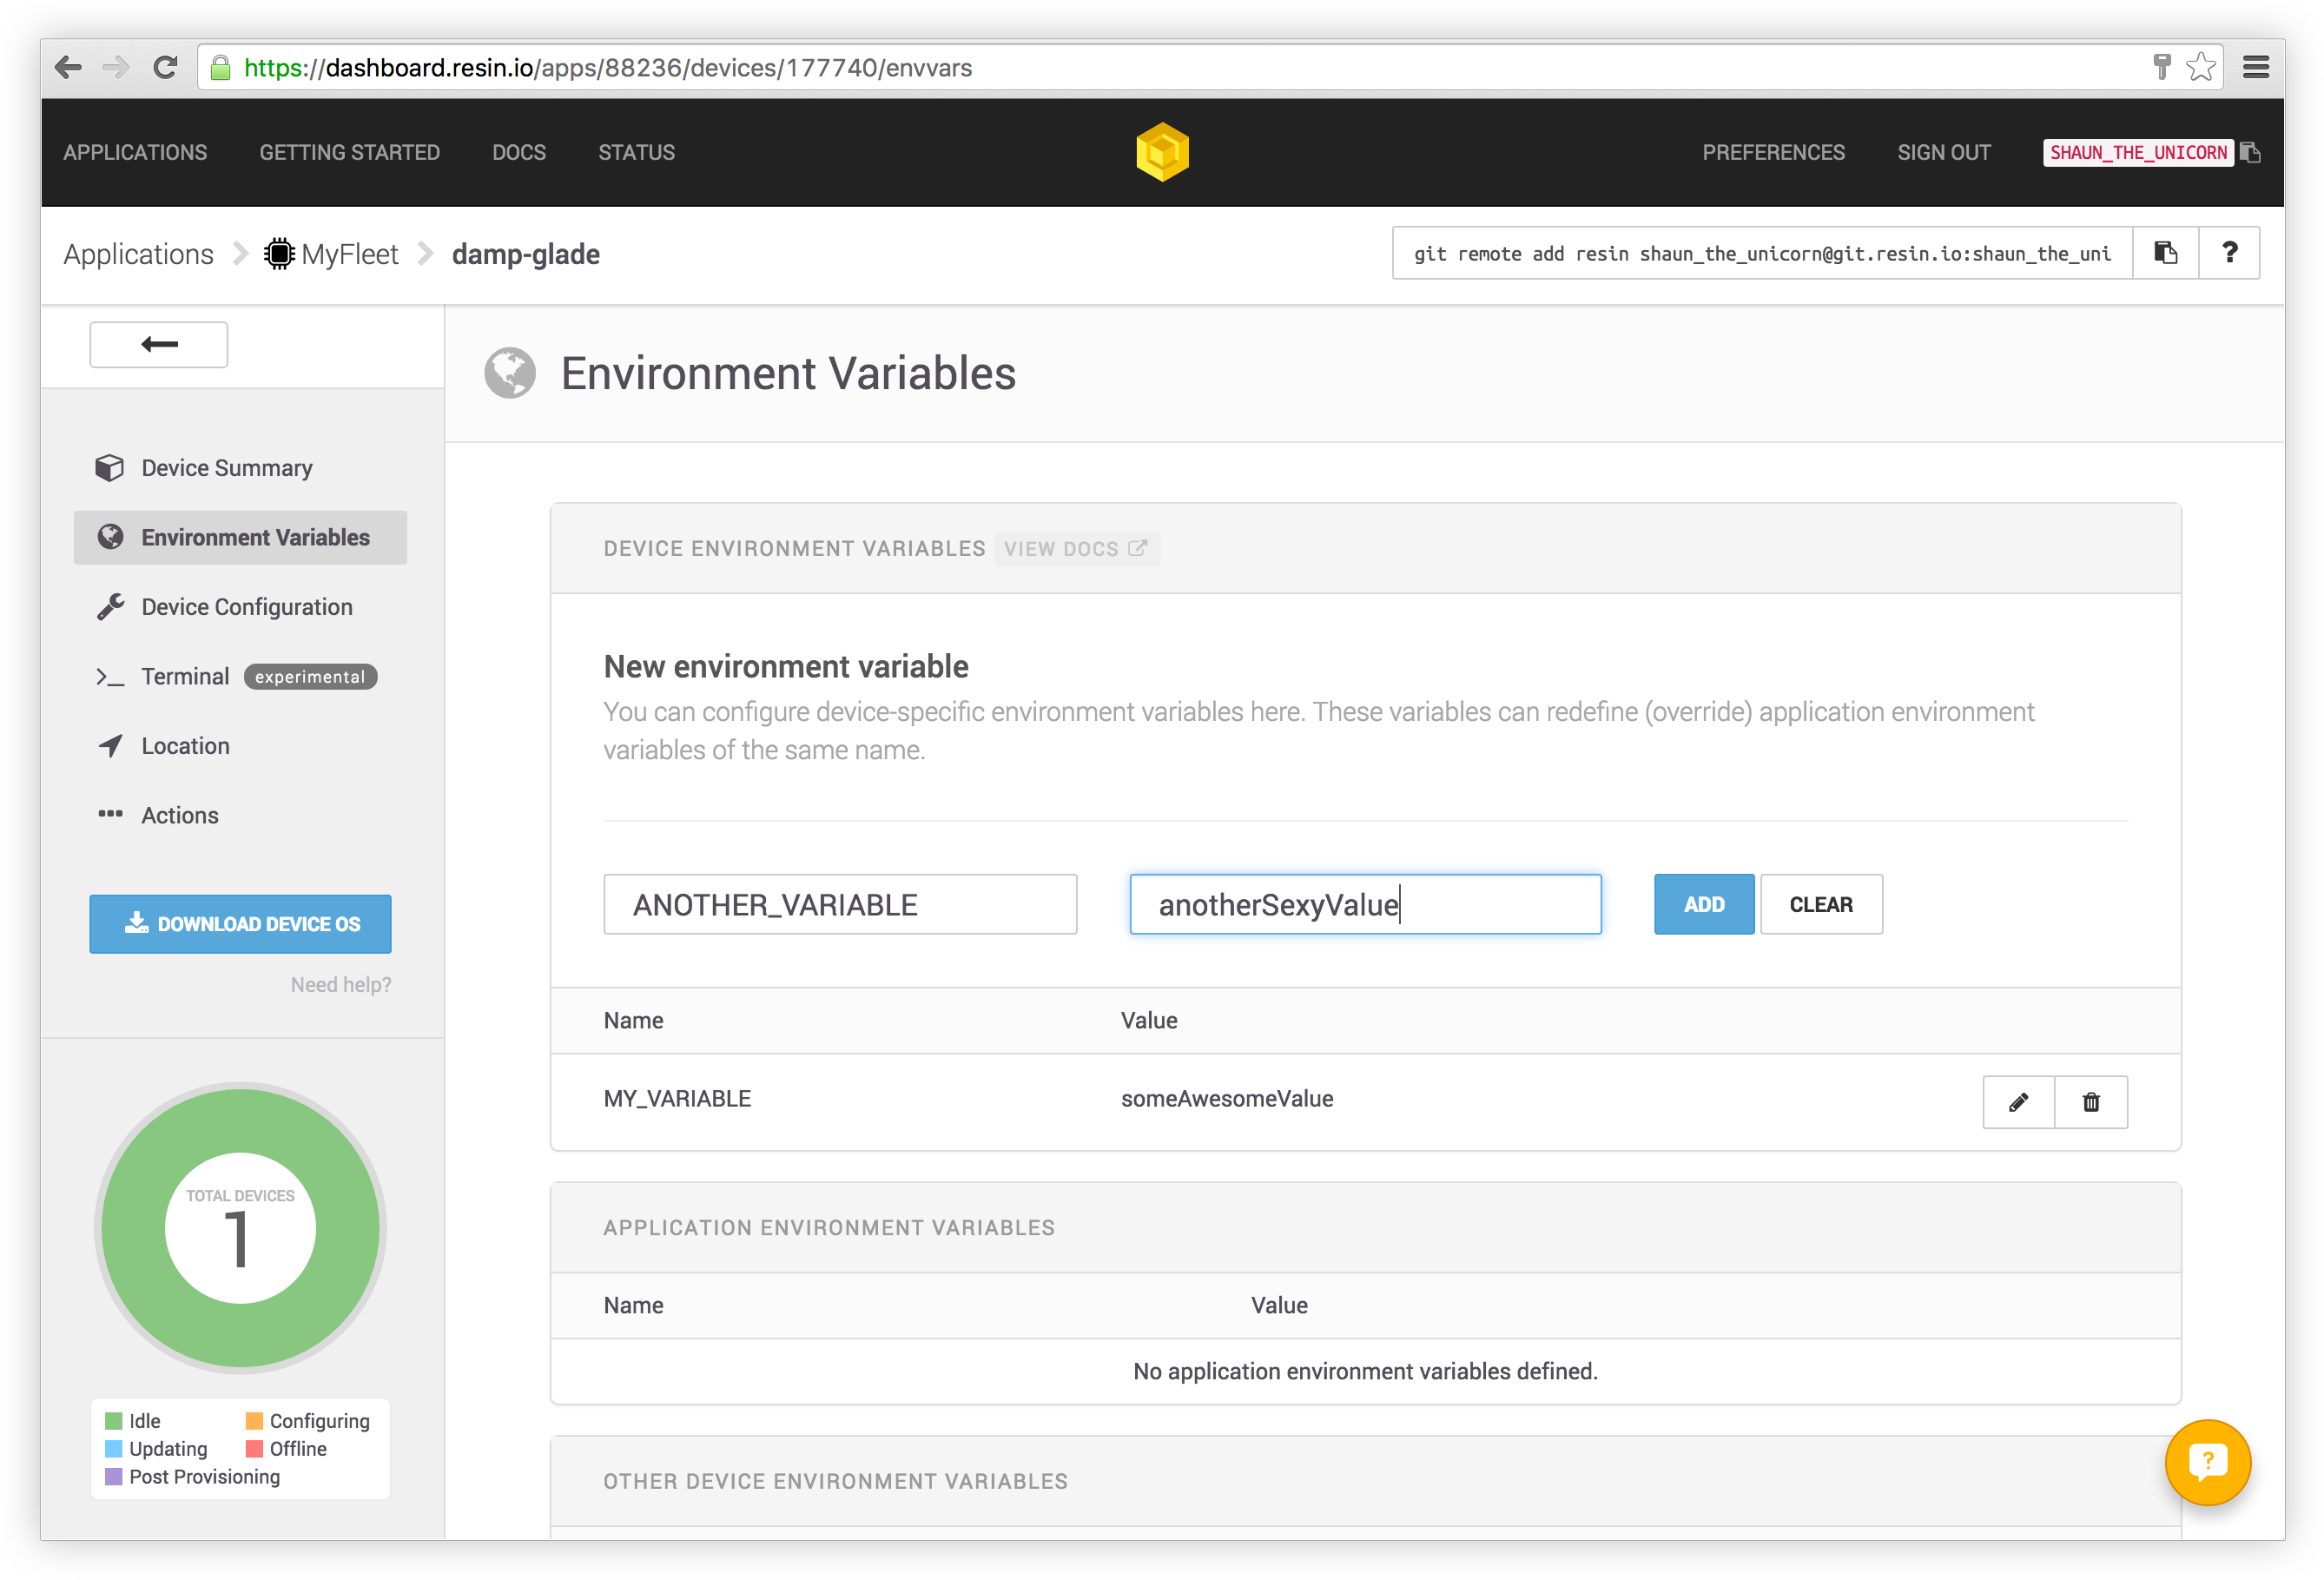 https://dashboard.resin.io/apps/88236/devices/177740/envvars
APPLICATIONS GETTING STARTED DOCS STATUS PREFERENCES SIGN OUT SHAUN_THE_UNICORN
Applications MyFleet damp-glade git remote add resin shaun_the_unicorn@git.resin.io:shaun_the_uni ?
Environment Variables
Device Summary
Environment Variables
Device Configuration
Terminal experimental
Location
Actions
DOWNLOAD DEVICE OS
Need help?
TOTAL DEVICES
1
Idle Configuring
Updating Offline
Post Provisioning
DEVICE ENVIRONMENT VARIABLES VIEW DOCS
New environment variable
You can configure device-specific environment variables here. These variables can redefine (override) application environment
variables of the same name.
ANOTHER_VARIABLE anotherSexyValue ADD CLEAR
Name Value
MY_VARIABLE someAwesomeValue
APPLICATION ENVIRONMENT VARIABLES
Name Value
No application environment variables defined.
OTHER DEVICE ENVIRONMENT VARIABLES
?